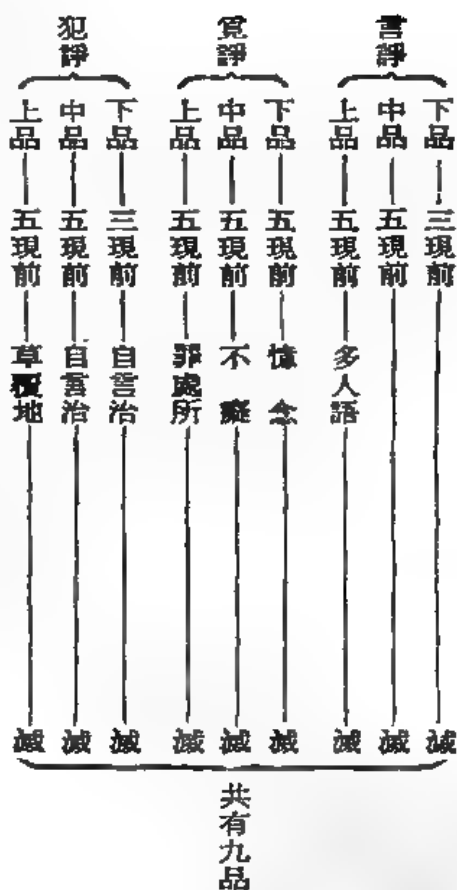 言諍
下品 三現前 滅
中品 五現前 滅
上品 五現前 多人語 滅
覓諍
下品 五現前 憶念 滅
中品 五現前 不癡 滅
上品 五現前 罪處所 滅
犯諍
下品 三現前 自言治 滅
中品 五現前 自言治 滅
上品 五現前 草覆地 滅
共有九品